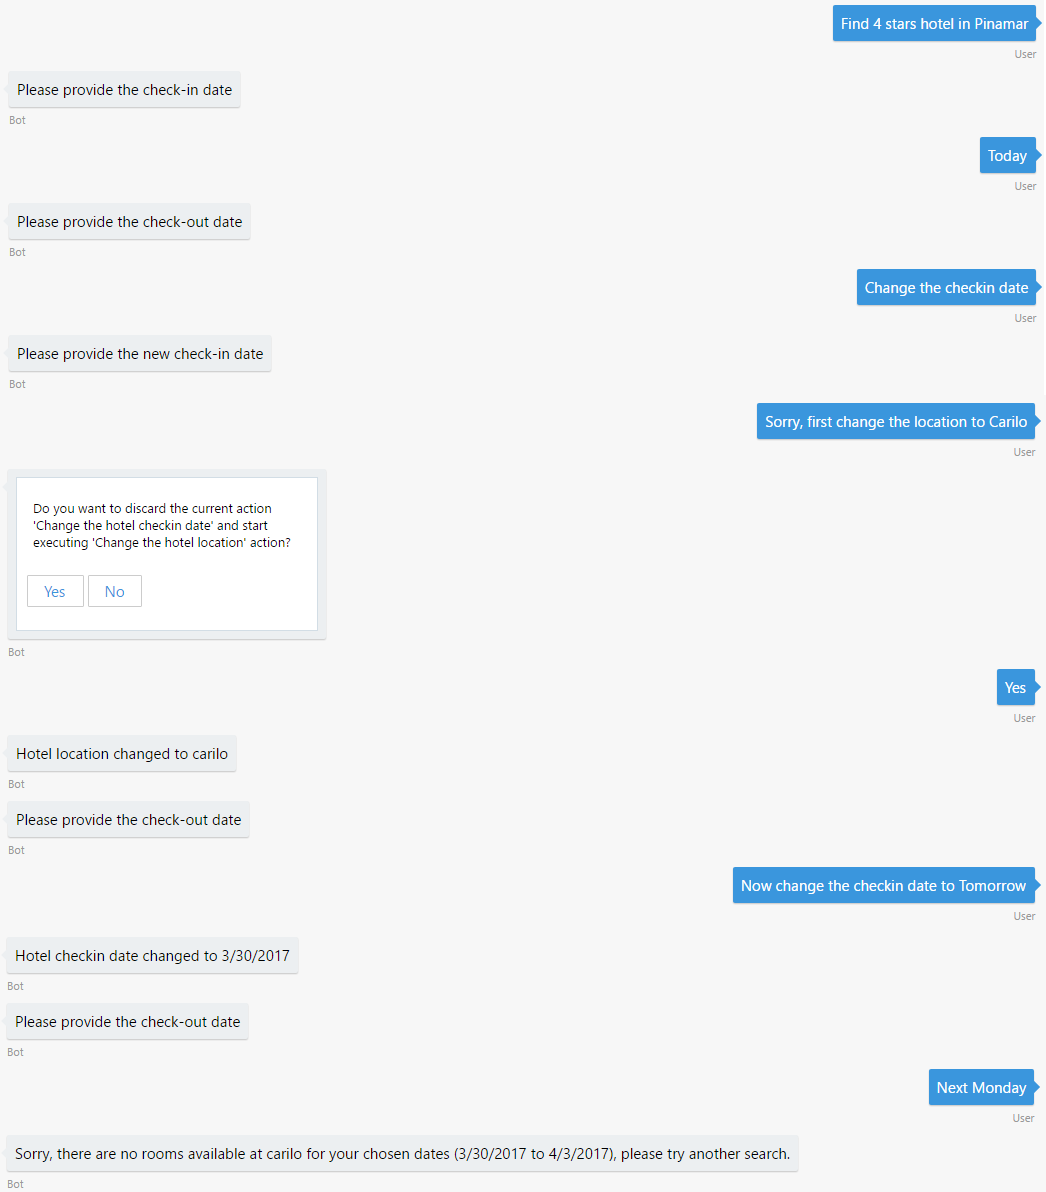 Find 4 stars hotel in Pinamar
User
Please provide the check-in date
Bot
Today
User
Please provide the check-out date
Bot
Change the checkin date
User
Please provide the new check-in date
Bot
Sorry, first change the location to Carilo
User
Do you want to discard the current action
'Change the hotel checkin date' and start
executing 'Change the hotel location' action?
Yes No
Bot
Yes
User
Hotel location changed to carilo
Bot
Please provide the check-out date
Bot
Now change the checkin date to Tomorrow
User
Hotel checkin date changed to 3/30/2017
Bot
Please provide the check-out date
Bot
Next Monday
User
Sorry, there are no rooms available at carilo for your chosen dates (3/30/2017 to 4/3/2017), please try another search.
Bot